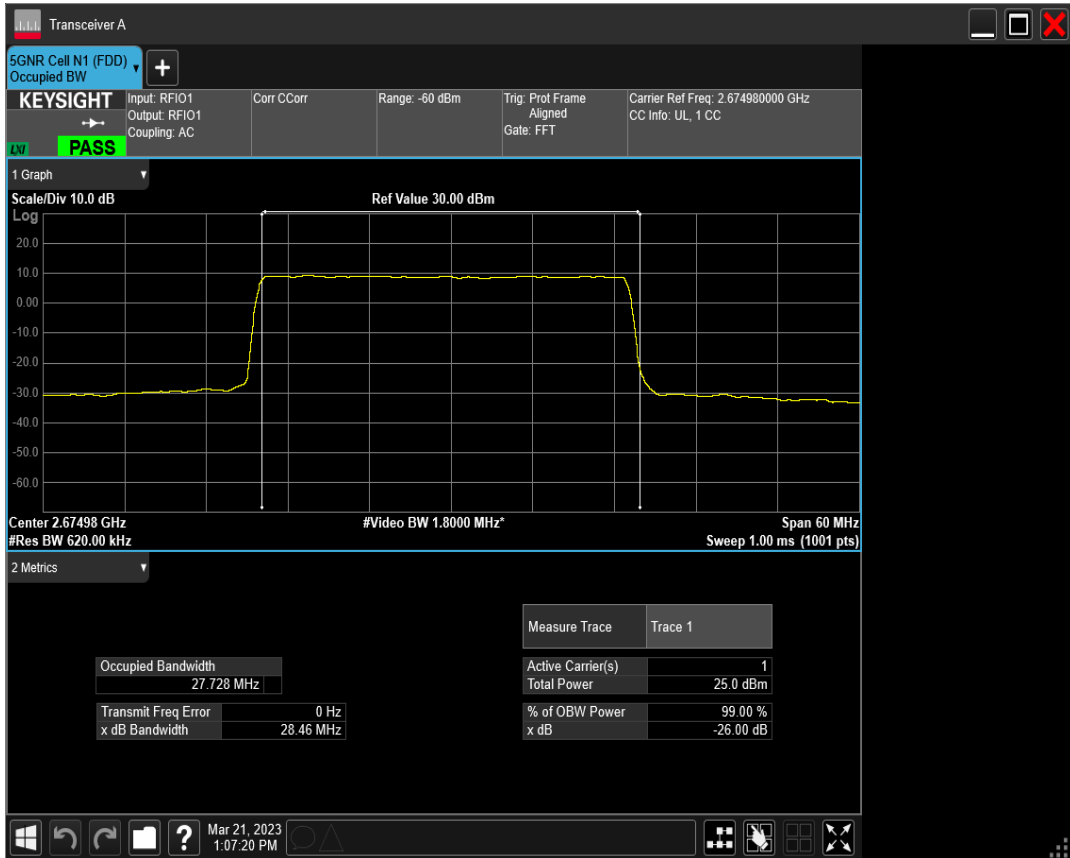 Transceiver A
5GNR Cell N1 (FDD)
Occupied BW
+
KEYSIGHT
LXI
PASS
Input: RFIO1
Output: RFIO1
Coupling: AC
Corr CCorr
Range: -60 dBm
Trig: Prot Frame
Aligned
Gate: FFT
Carrier Ref Freq: 2.674980000 GHz
CC Info: UL, 1 CC
1 Graph
Scale/Div 10.0 dB
Ref Value 30.00 dBm
Log
20.0
10.0
0.00
-10.0
-20.0
-30.0
-40.0
-50.0
-60.0
Center 2.67498 GHz
#Video BW 1.8000 MHz*
Span 60 MHz
#Res BW 620.00 kHz
Sweep 1.00 ms (1001 pts)
2 Metrics
Measure Trace Trace 1
Occupied Bandwidth
27.728 MHz
Transmit Freq Error 0 Hz
x dB Bandwidth 28.46 MHz
Active Carrier(s) 1
Total Power 25.0 dBm
% of OBW Power 99.00 %
x dB -26.00 dB
?
Mar 21, 2023
1:07:20 PM